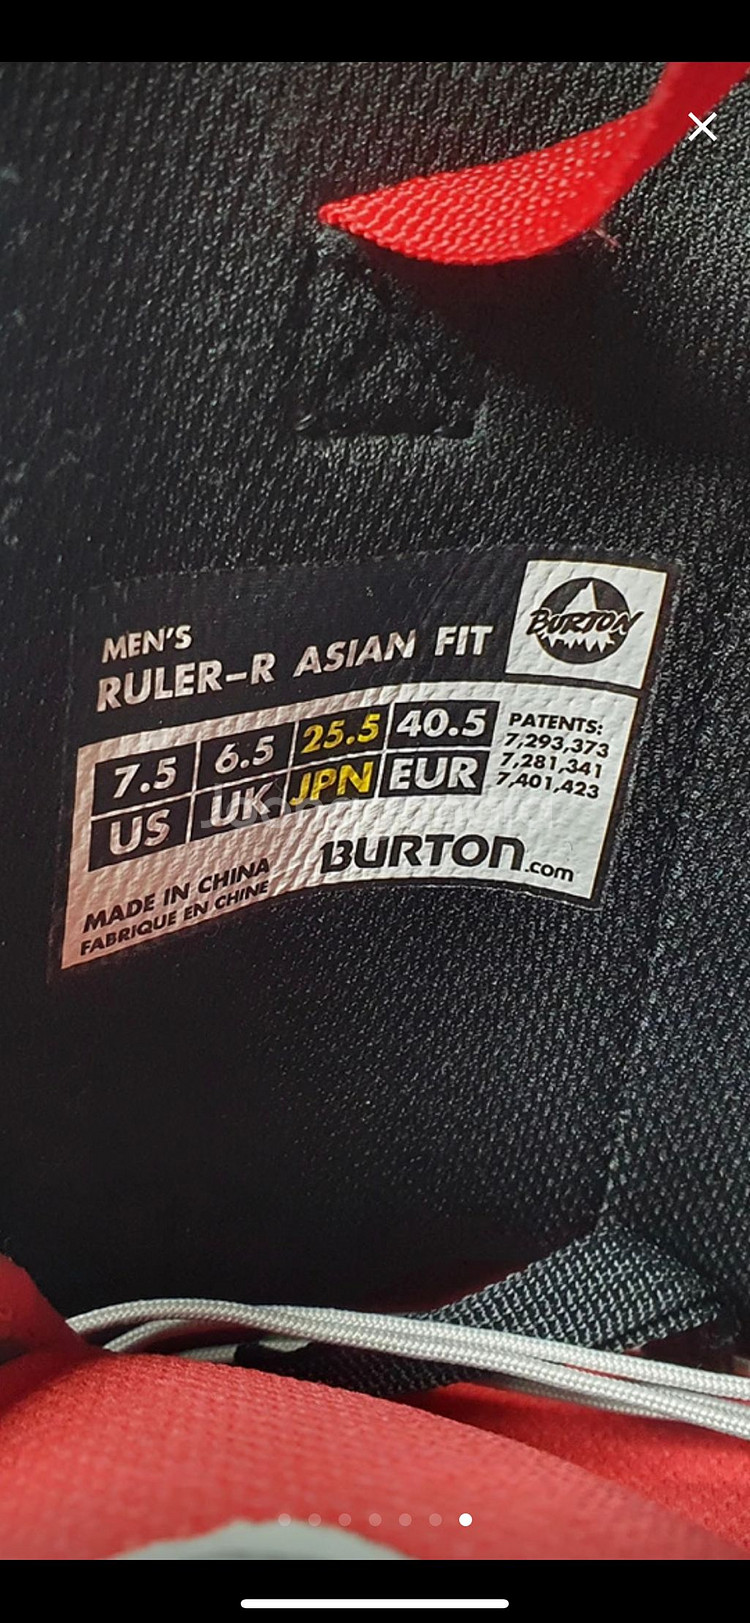 BURTON
MEN'S
RULER-R ASIAN FIT
7.5 6.5 25.5 40.5
US UK JPN EUR
PATENTS:
7,293,373
7,281,341
7,401,423
BURTON.com
MADE IN CHINA
FABRIQUE EN CHINE